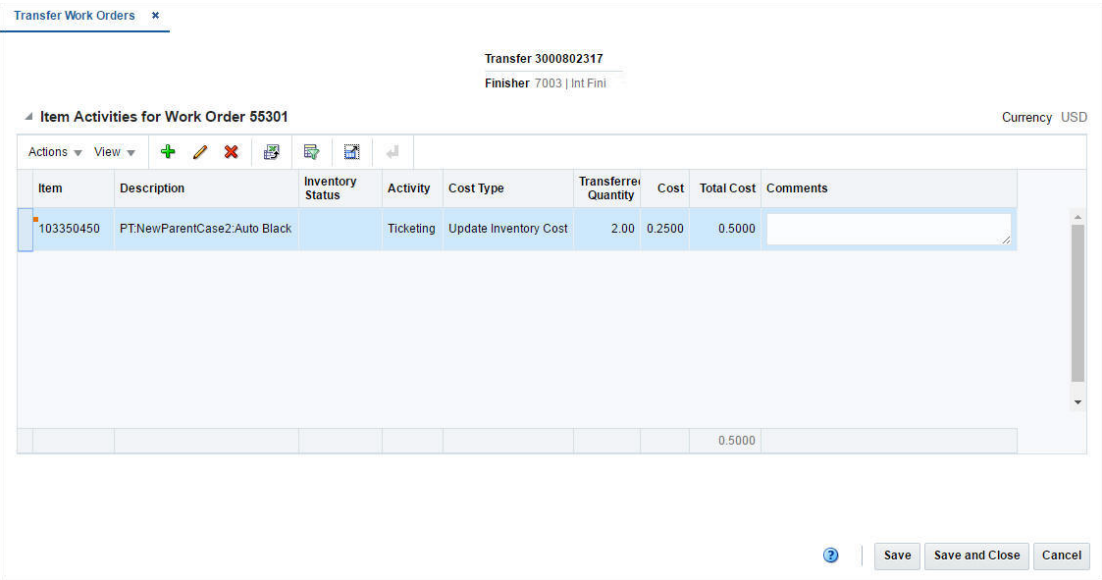 Transfer Work Orders ×
Transfer 3000802317
Finisher 7003 | Int Fini
Item Activities for Work Order 55301
Currency USD
Actions View
Item Description Inventory Status Activity Cost Type Transferred Quantity Cost Total Cost Comments
103350450 PT:NewParentCase2:Auto Black Ticketing Update Inventory Cost 2.00 0.2500 0.5000
0.5000
? Save Save and Close Cancel